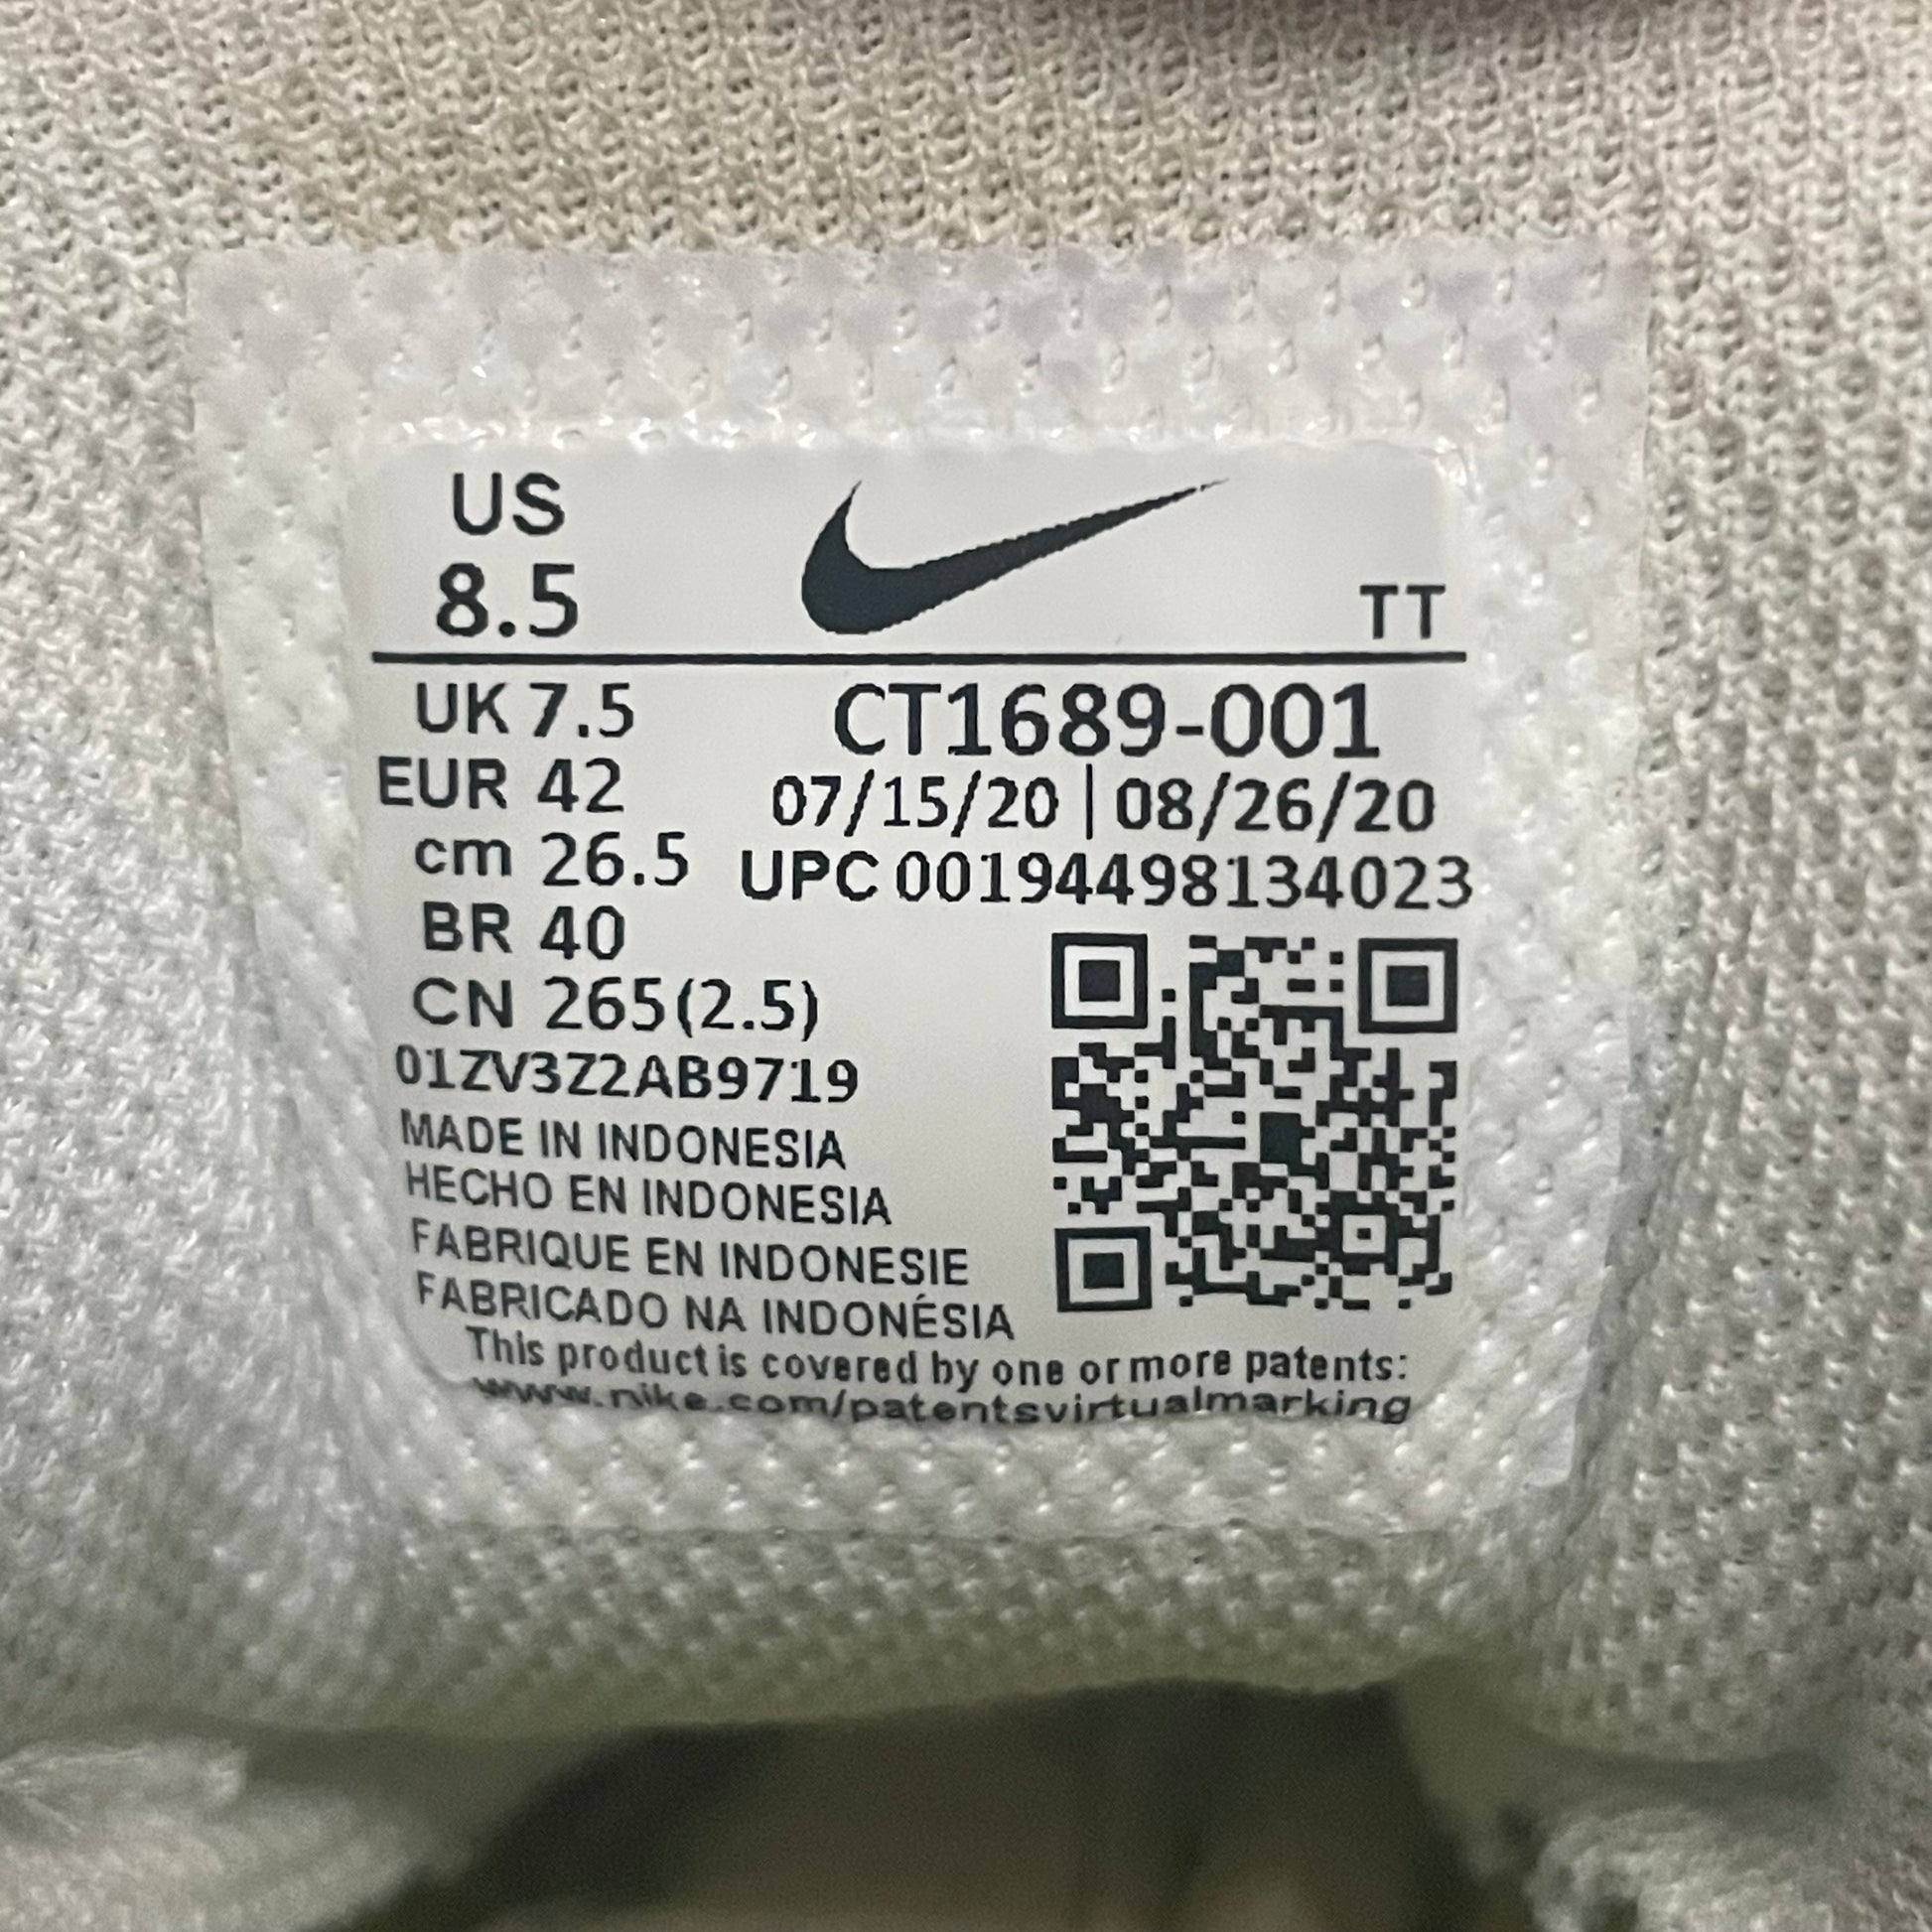 US
8.5
TT
UK 7.5
EUR 42
cm 26.5
BR 40
CN 265(2.5)
01ZV3Z2AB9719
CT1689-001
07/15/20 | 08/26/20
UPC 00194498134023
MADE IN INDONESIA
HECHO EN INDONESIA
FABRIQUE EN INDONESIE
FABRICADO NA INDONÉSIA
This product is covered by one or more patents:
www.nike.com/patentsvirtualmarking